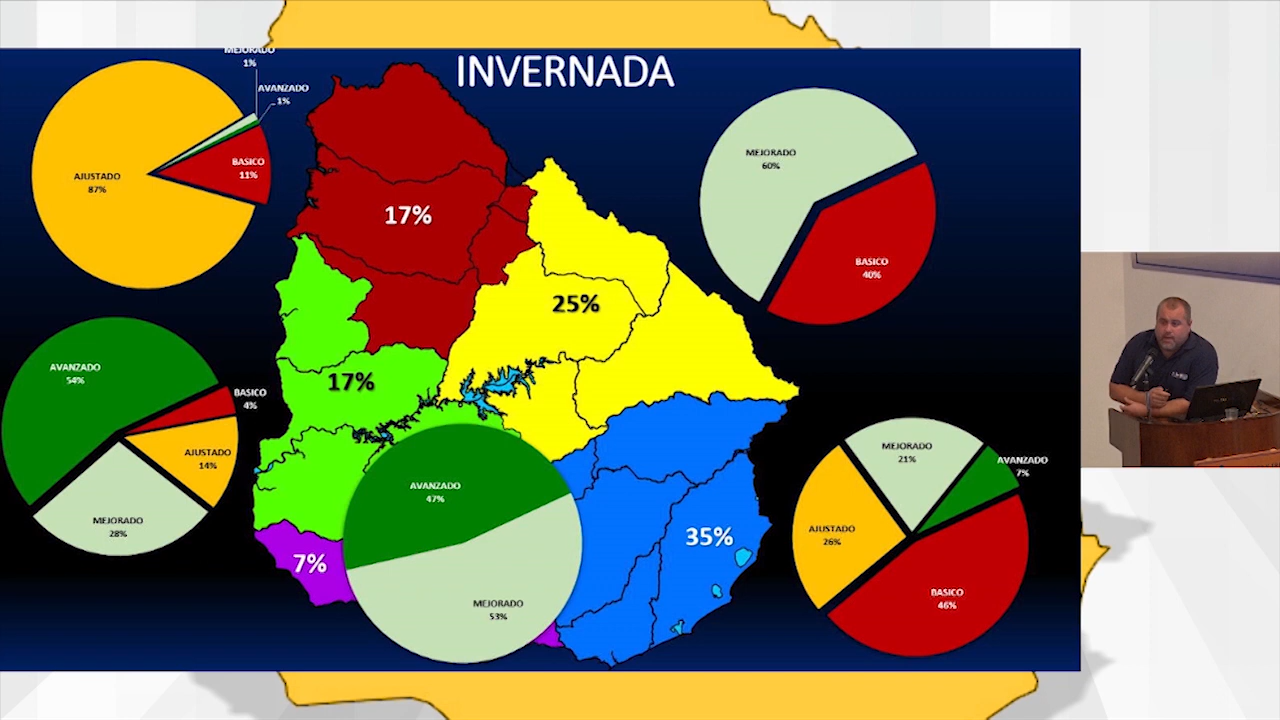 INVERNADA
MEJORADO
1%
AVANZADO
1%
BASICO
11%
AJUSTADO
87%
MEJORADO
60%
BASICO
40%
17%
25%
17%
AVANZADO
54%
BASICO
4%
AJUSTADO
14%
MEJORADO
28%
AVANZADO
47%
MEJORADO
53%
7%
35%
MEJORADO
21%
AVANZADO
7%
AJUSTADO
26%
BASICO
46%